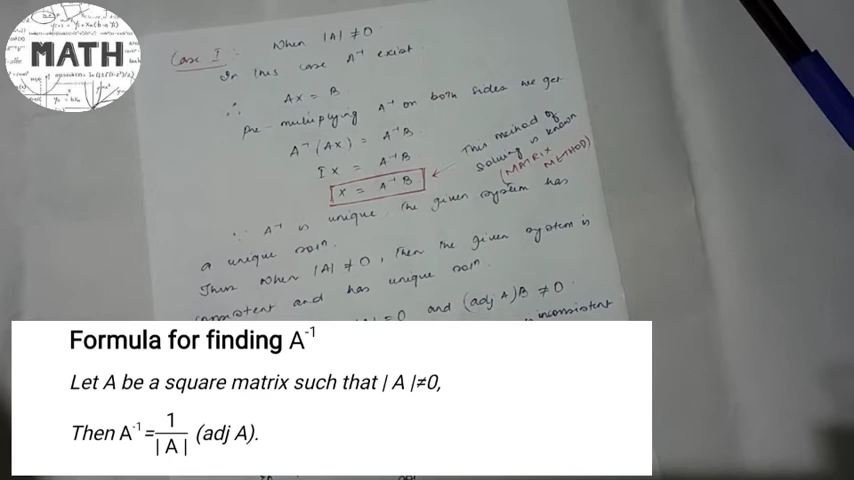 MATH
Case I : When |A| ≠ 0
In this case A⁻¹ exist.
∴ AX = B
Pre-multiplying A⁻¹ on both sides we get
A⁻¹(AX) = A⁻¹B.
IX = A⁻¹B
X = A⁻¹B
This method of
solving is known
(MATRIX METHOD)
∵ A⁻¹ is unique, the given system has
a unique soln.
Thus when |A| ≠ 0, then the given system is
consistent and has unique soln.
= 0 and (adj A)B ≠ 0
inconsistent
Formula for finding A⁻¹
Let A be a square matrix such that | A |≠0,
Then A⁻¹=1/| A | (adj A).